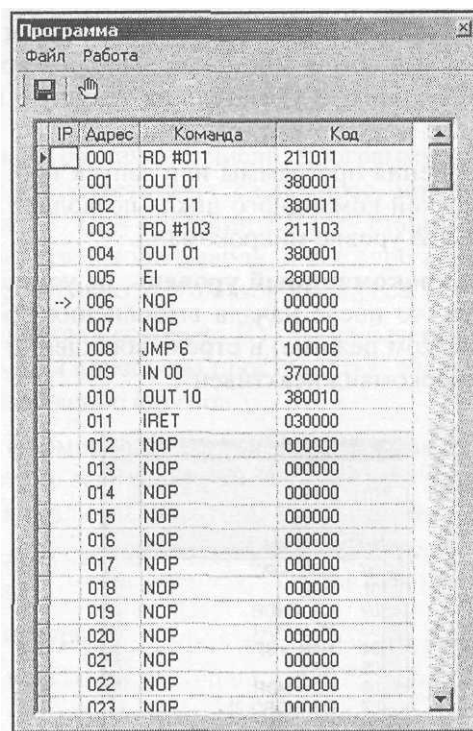 Программа
Файл Работа
IP Адрес Команда Код
000 RD #011 211011
001 OUT 01 380001
002 OUT 11 380011
003 RD #103 211103
004 OUT 01 380001
005 EI 280000
--> 006 NOP 000000
007 NOP 000000
008 JMP 6 100006
009 IN 00 370000
010 OUT 10 380010
011 IRET 030000
012 NOP 000000
013 NOP 000000
014 NOP 000000
015 NOP 000000
016 NOP 000000
017 NOP 000000
018 NOP 000000
019 NOP 000000
020 NOP 000000
021 NOP 000000
022 NOP 000000
023 NOP 000000